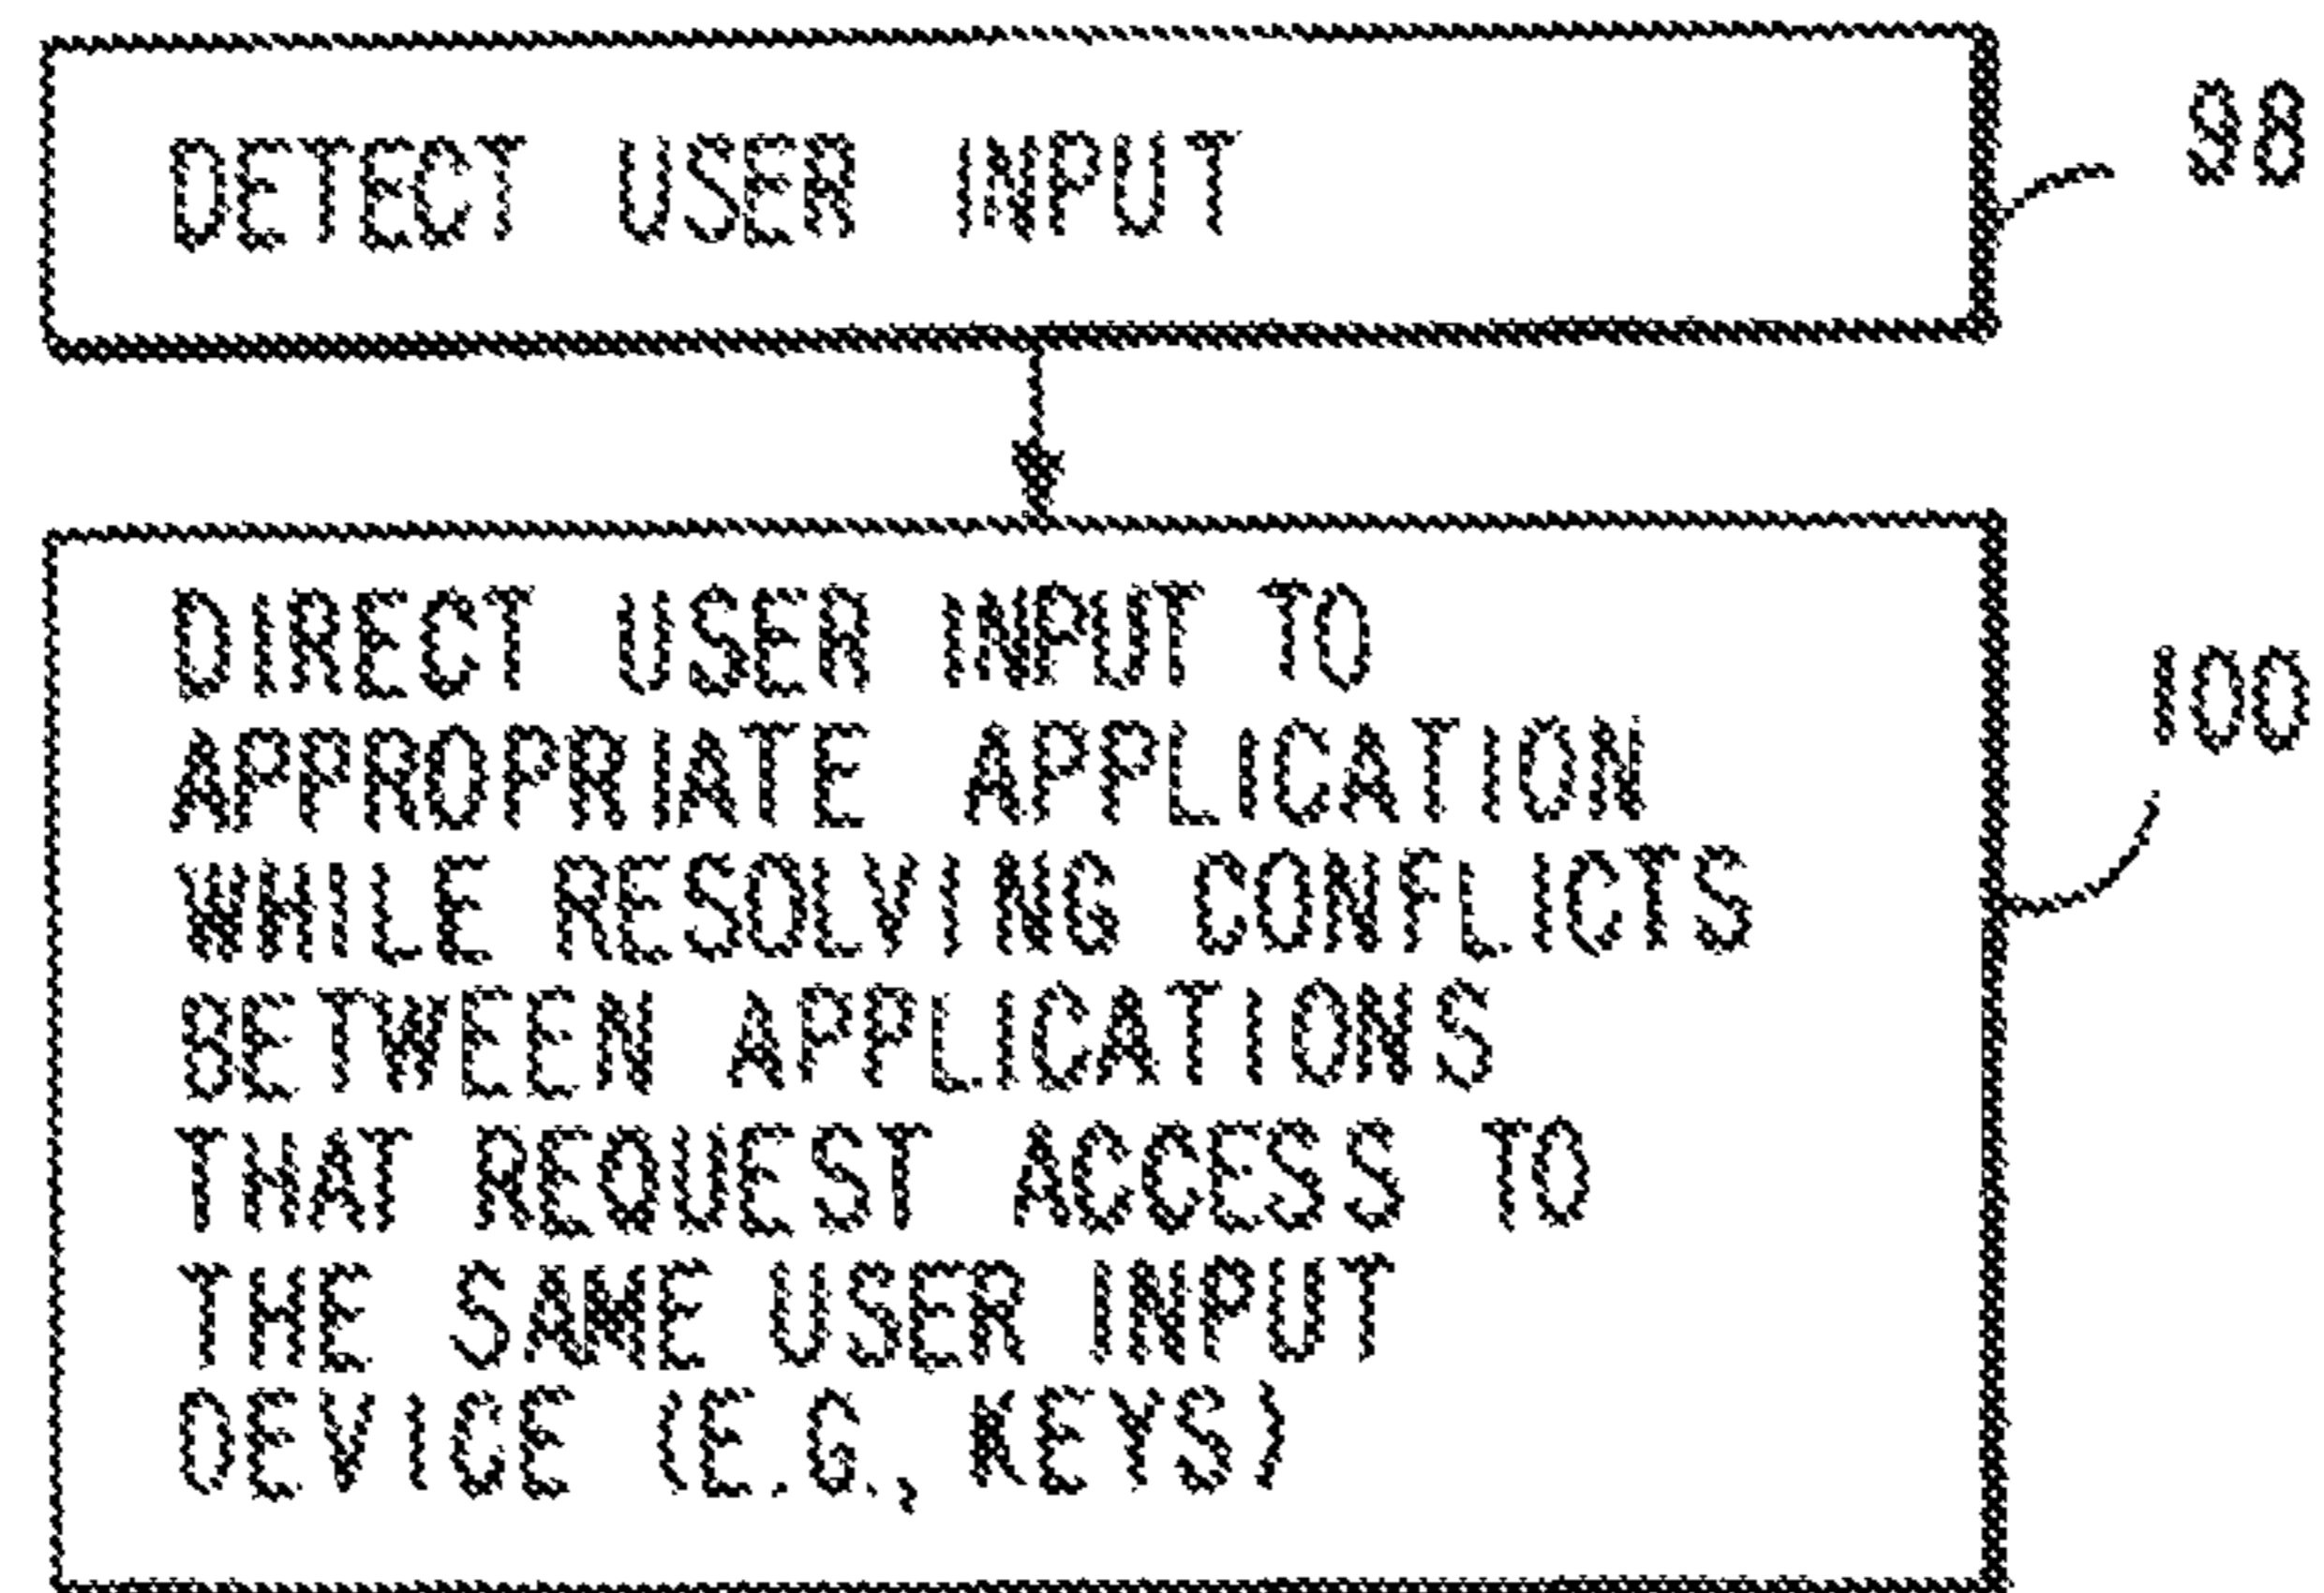 DETECT USER INPUT
98
DIRECT USER INPUT TO
APPROPRIATE APPLICATION
WHILE RESOLVING CONFLICTS
BETWEEN APPLICATIONS
THAT REQUEST ACCESS TO
THE SAME USER INPUT
DEVICE (E.G., KEYS)
100